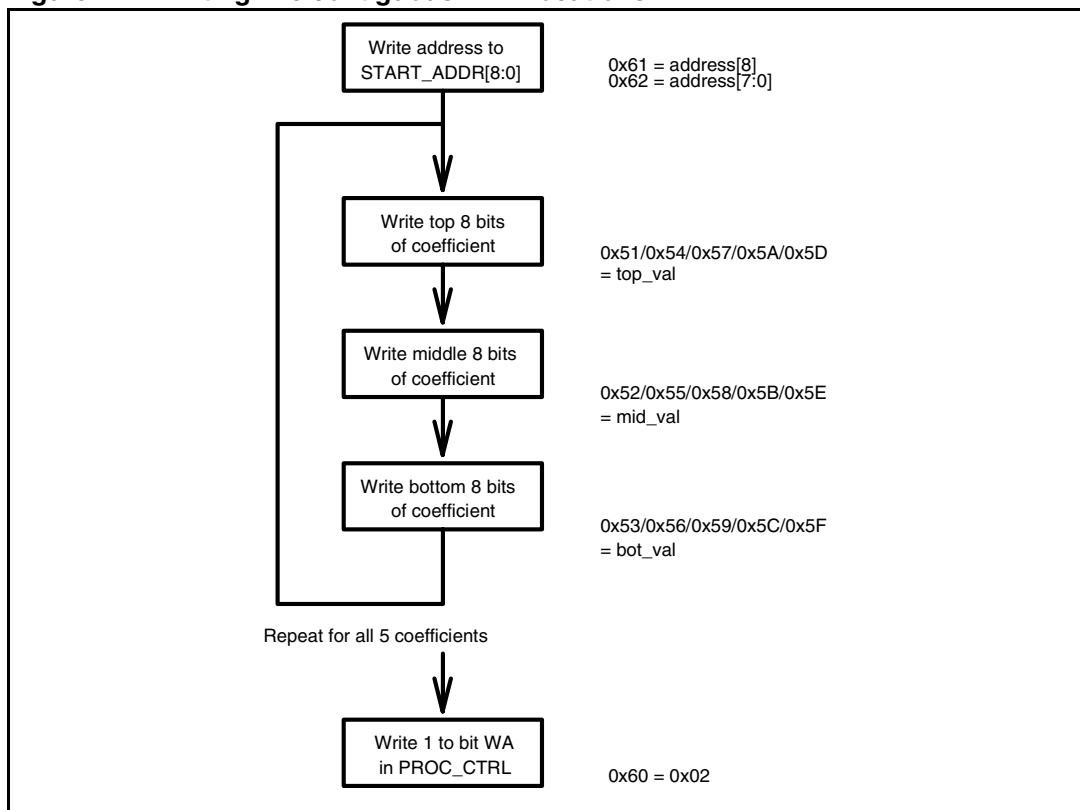 Write address to
START_ADDR[8:0]
0x61 = address[8]
0x62 = address[7:0]
Write top 8 bits
of coefficient
0x51/0x54/0x57/0x5A/0x5D
= top_val
Write middle 8 bits
of coefficient
0x52/0x55/0x58/0x5B/0x5E
= mid_val
Write bottom 8 bits
of coefficient
0x53/0x56/0x59/0x5C/0x5F
= bot_val
Repeat for all 5 coefficients
Write 1 to bit WA
in PROC_CTRL
0x60 = 0x02